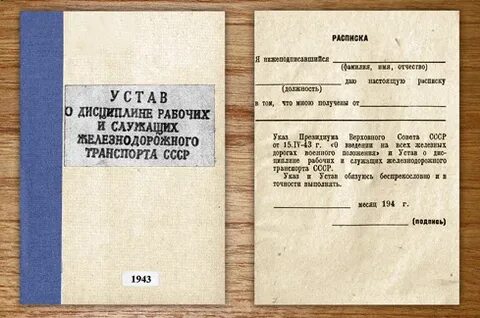 УСТАВ
О ДИСЦИПЛИНЕ РАБОЧИХ
И СЛУЖАЩИХ
ЖЕЛЕЗНОДОРОЖНОГО
ТРАНСПОРТА СССР
1943
РАСПИСКА
Я нижеподписавшийся
(фамилия, имя, отчество)
даю настоящую расписку
(должность)
в том, что мною получены от
Указ Президиума Верховного Совета СССР
от 15.IV-43 г. «О введении на всех железных
дорогах военного положения» и Устав о дис-
циплине рабочих и служащих железнодорожного
транспорта СССР.
Указ и Устав обязуюсь беспрекословно и в
точности выполнять.
месяц 194 г.
(подпись)